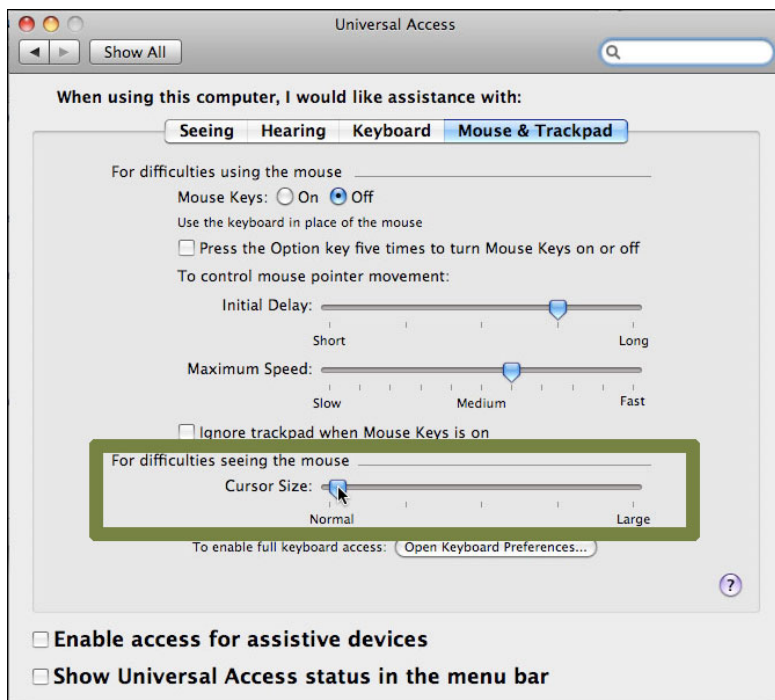 Universal Access
Show All
When using this computer, I would like assistance with:
Seeing Hearing Keyboard Mouse & Trackpad
For difficulties using the mouse
Mouse Keys: On Off
Use the keyboard in place of the mouse
Press the Option key five times to turn Mouse Keys on or off
To control mouse pointer movement:
Initial Delay:
Short Long
Maximum Speed:
Slow Medium Fast
Ignore trackpad when Mouse Keys is on
For difficulties seeing the mouse
Cursor Size:
Normal Large
To enable full keyboard access: Open Keyboard Preferences...
?
Enable access for assistive devices
Show Universal Access status in the menu bar